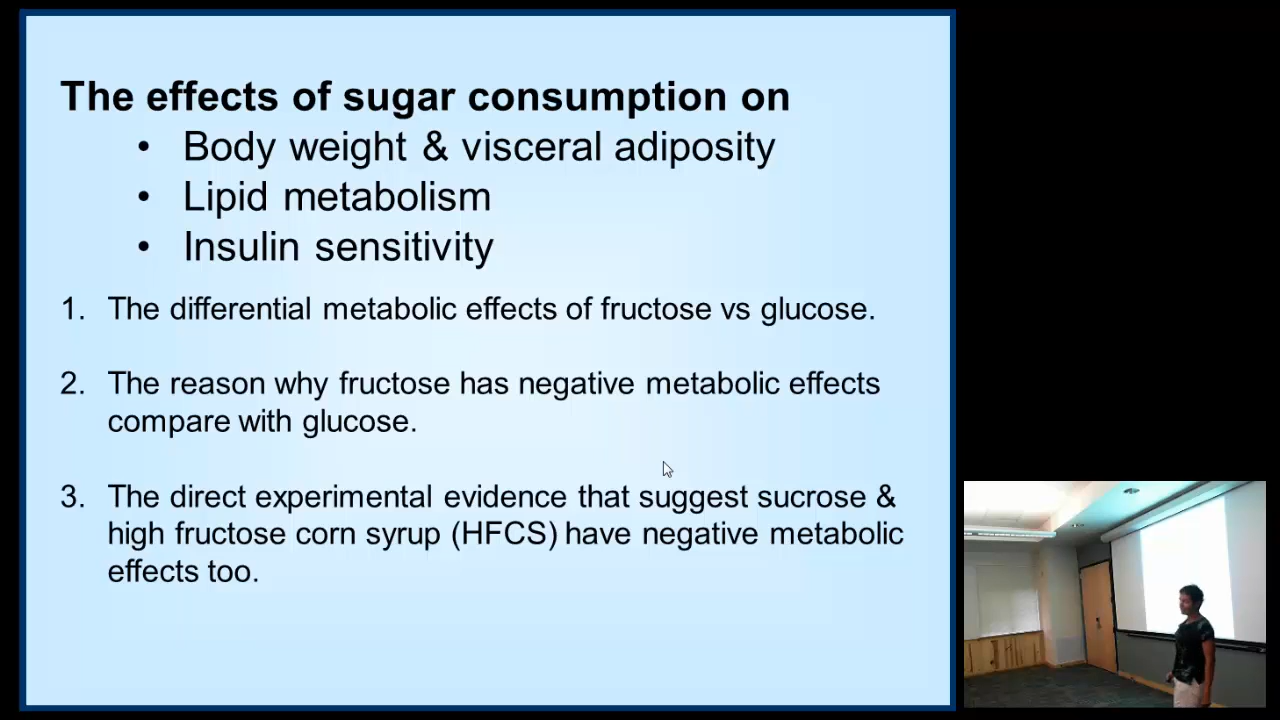 The effects of sugar consumption on
• Body weight & visceral adiposity
• Lipid metabolism
• Insulin sensitivity
1. The differential metabolic effects of fructose vs glucose.
2. The reason why fructose has negative metabolic effects
compare with glucose.
3. The direct experimental evidence that suggest sucrose &
high fructose corn syrup (HFCS) have negative metabolic
effects too.